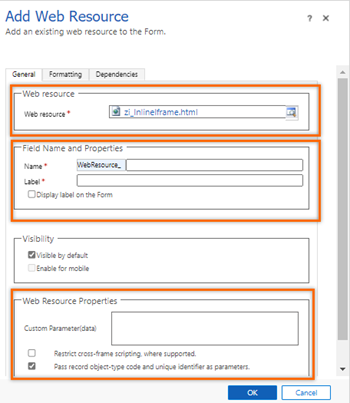 Add Web Resource
? ×
Add an existing web resource to the Form.
General Formatting Dependencies
Web resource
Web resource * zi_InlineIframe.html
Field Name and Properties
Name * WebResource_
Label *
Display label on the Form
Visibility
Visible by default
Enable for mobile
Web Resource Properties
Custom Parameter(data)
Restrict cross-frame scripting, where supported.
Pass record object-type code and unique identifier as parameters.
OK Cancel